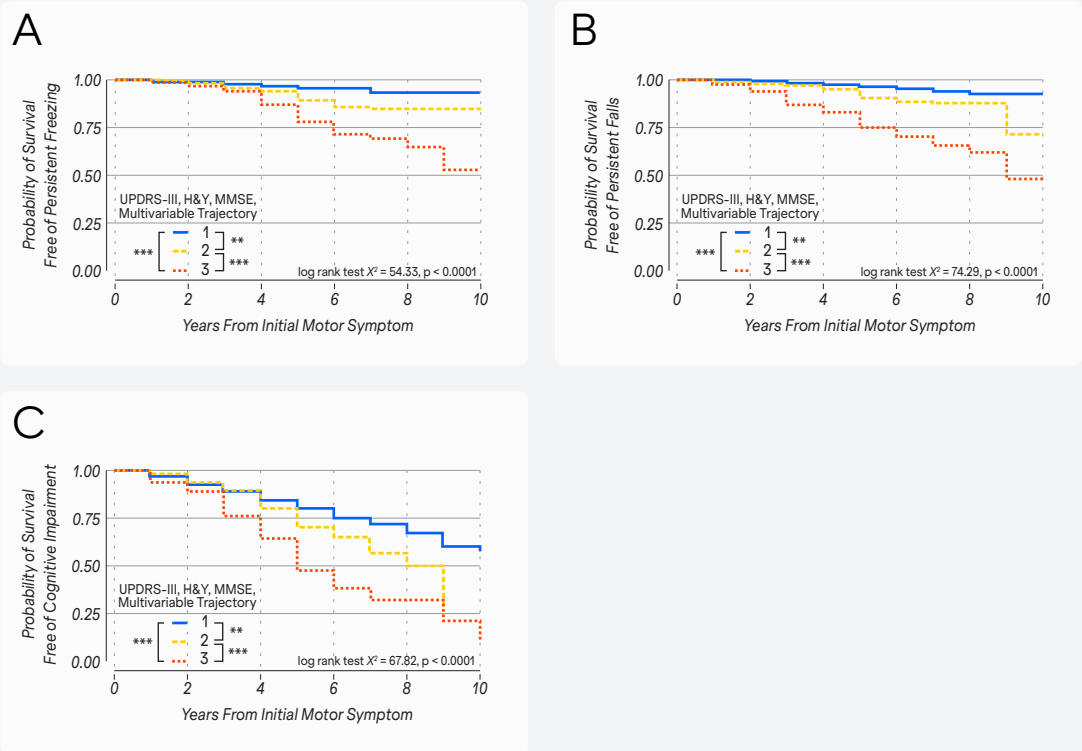 A
Probability of Survival
Free of Persistent Freezing
1.00
0.75
0.50
0.25
0.00
UPDRS-III, H&Y, MMSE,
Multivariable Trajectory
1
2
3
***
**
***
log rank test X² = 54.33, p < 0.0001
0 2 4 6 8 10
Years From Initial Motor Symptom
B
Probability of Survival
Free of Persistent Falls
1.00
0.75
0.50
0.25
0.00
UPDRS-III, H&Y, MMSE,
Multivariable Trajectory
1
2
3
***
**
***
log rank test X² = 74.29, p < 0.0001
0 2 4 6 8 10
Years From Initial Motor Symptom
C
Probability of Survival
Free of Cognitive Impairment
1.00
0.75
0.50
0.25
0.00
UPDRS-III, H&Y, MMSE,
Multivariable Trajectory
1
2
3
***
**
***
log rank test X² = 67.82, p < 0.0001
0 2 4 6 8 10
Years From Initial Motor Symptom